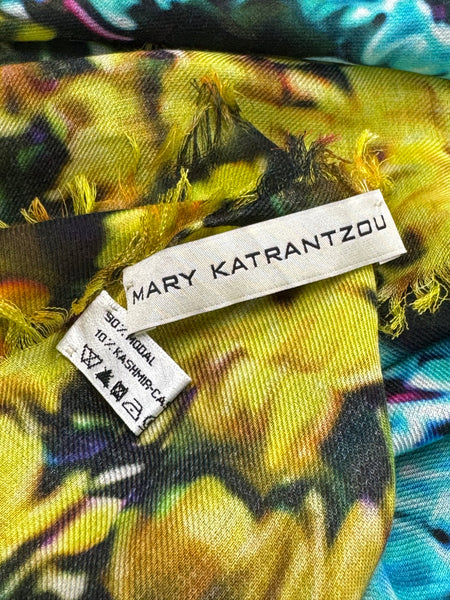 MARY KATRANTZOU
90% MODAL
10% KASHMIR-CA